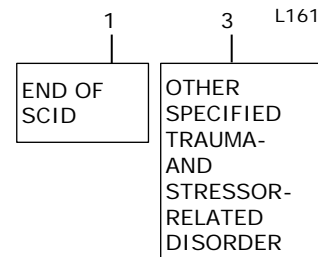 1 3 L161
END OF
SCID
OTHER
SPECIFIED
TRAUMA-
AND
STRESSOR-
RELATED
DISORDER